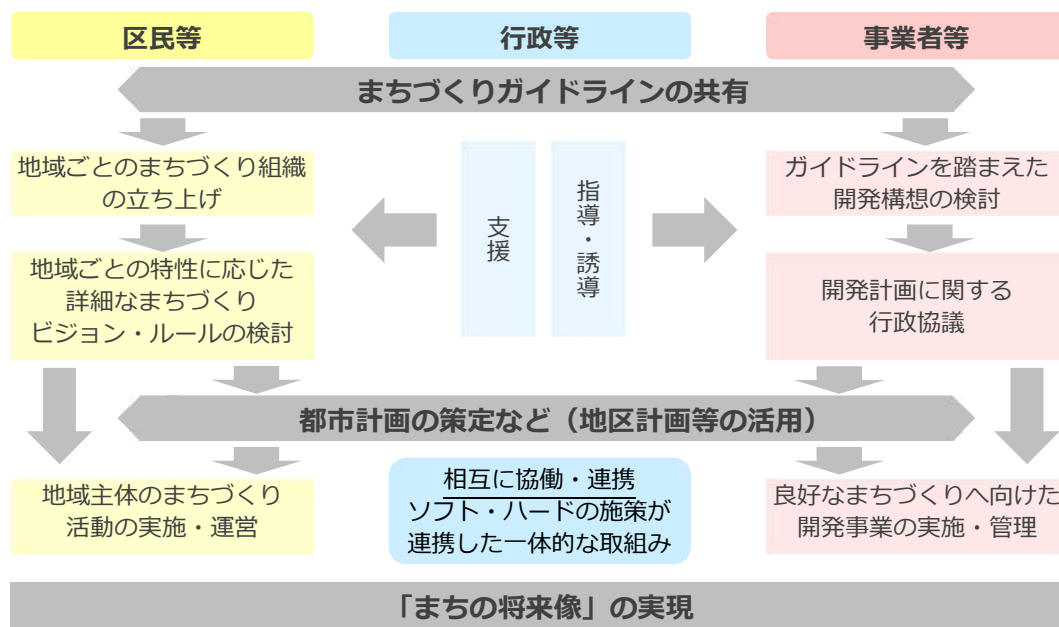 区民等
行政等
事業者等
まちづくりガイドラインの共有
地域ごとのまちづくり組織
の立ち上げ
支援
指導・誘導
ガイドラインを踏まえた
開発構想の検討
地域ごとの特性に応じた
詳細なまちづくり
ビジョン・ルールの検討
開発計画に関する
行政協議
都市計画の策定など（地区計画等の活用）
地域主体のまちづくり
活動の実施・運営
相互に協働・連携
ソフト・ハードの施策が
連携した一体的な取組み
良好なまちづくりへ向けた
開発事業の実施・管理
「まちの将来像」の実現